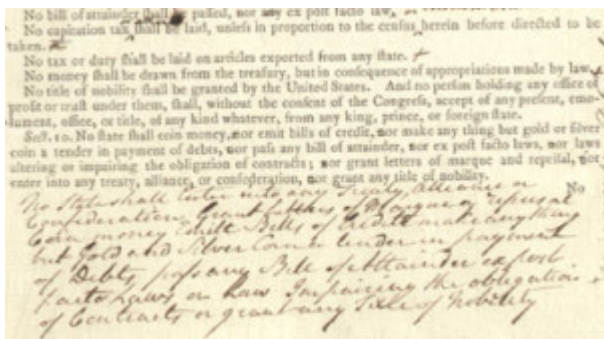 No bill of attainder shall be passed, nor any ex post facto law.
No capitation tax shall be laid, unless in proportion to the census herein before directed to be
taken.
No tax or duty shall be laid on articles exported from any state. +
No money shall be drawn from the treasury, but in consequence of appropriations made by law.
No title of nobility shall be granted by the United States. And no person holding any office of
profit or trust under them, shall, without the consent of the Congress, accept of any present, emo-
lument, office, or title, of any kind whatever, from any king, prince, or foreign state.
Sect. 10. No state shall coin money, nor emit bills of credit, nor make any thing but gold or silver
coin a tender in payment of debts, nor pass any bill of attainder, nor ex post facto laws, nor laws
altering or impairing the obligation of contracts; nor grant letters of marque and reprisal, nor
enter into any treaty, alliance, or confederation, nor grant any title of nobility.
No
No State shall Enter into any Treaty, Alliance or
Confederation, Grant Letters of Marque or reprisal
Coin money Emit Bills of Credit make anything
but Gold and Silver Coin a tender in payment
of Debts, pass any Bill of Attainder ex post
facto Laws or Law Impairing the obligation
of Contracts or grant any Title of Nobility